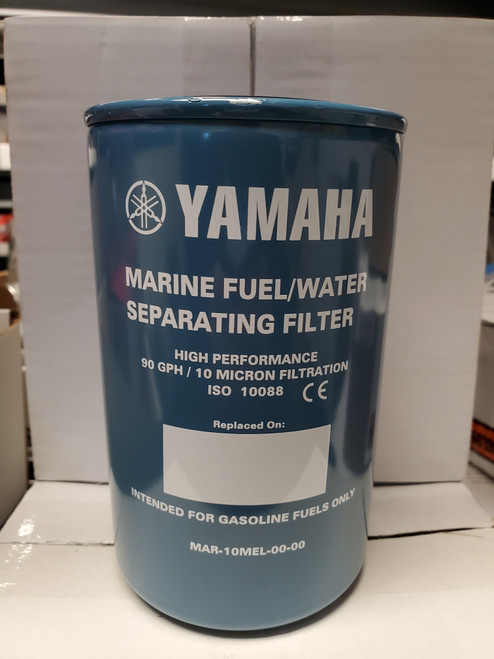 YAMAHA
MARINE FUEL/WATER
SEPARATING FILTER
HIGH PERFORMANCE
90 GPH / 10 MICRON FILTRATION
ISO 10088 CE
Replaced On:
INTENDED FOR GASOLINE FUELS ONLY
MAR-10MEL-00-00